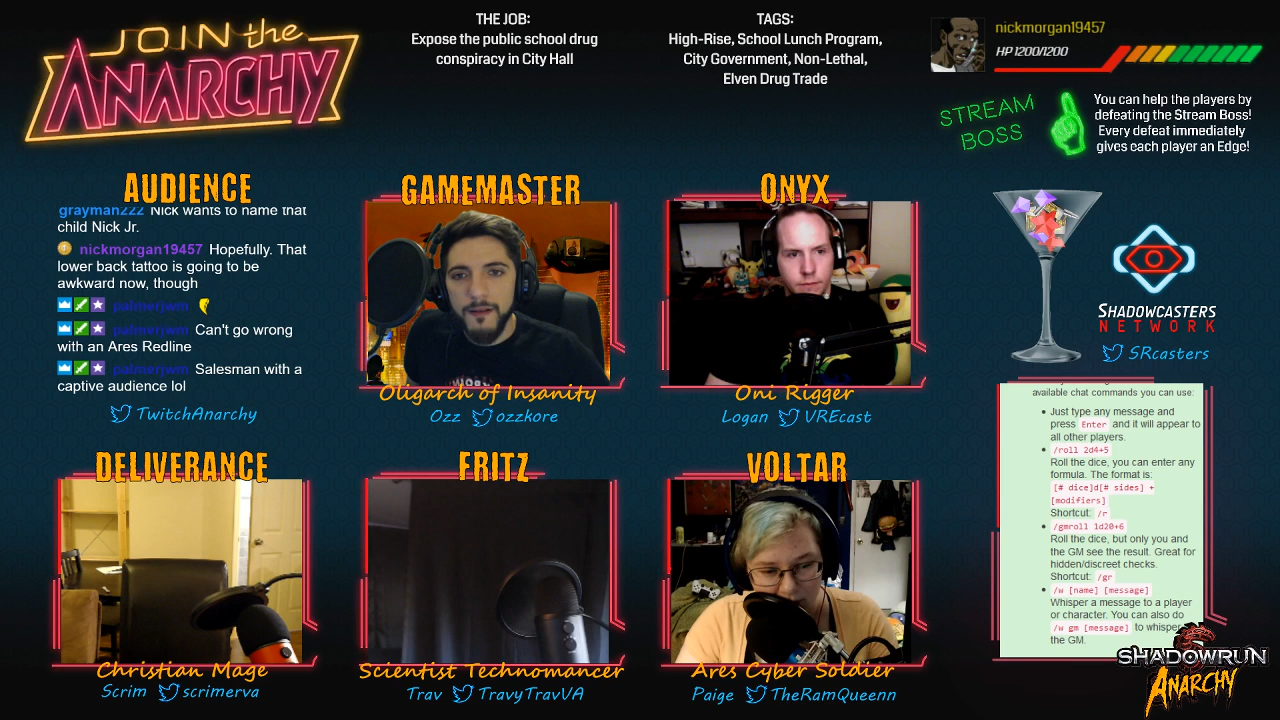 JOIN the
ANARCHY
THE JOB:
Expose the public school drug
conspiracy in City Hall
TAGS:
High-Rise, School Lunch Program,
City Government, Non-Lethal,
Elven Drug Trade
nickmorgan19457
HP 1200/1200
STREAM
BOSS
You can help the players by
defeating the Stream Boss!
Every defeat immediately
gives each player an Edge!
AUDIENCE
grayman222 Nick wants to name that
child Nick Jr.
nickmorgan19457 Hopefully. That
lower back tattoo is going to be
awkward now, though
palmerjwm
palmerjwm Can't go wrong
with an Ares Redline
palmerjwm Salesman with a
captive audience lol
TwitchAnarchy
GAMEMASTER
Oligarch of Insanity
Ozz ozzkore
ONYX
Oni Rigger
Logan VREcast
SHADOWCASTERS
NETWORK
SRcasters
DELIVERANCE
Christian Mage
Scrim scrimerva
FRITZ
Scientist Technomancer
Trav TravyTravVA
VOLTAR
Ares Cyber Soldier
Paige TheRamQueenn
available chat commands you can use:
Just type any message and
press Enter and it will appear to
all other players.
/roll 2d4+5
Roll the dice, you can enter any
formula. The format is:
[# dice]d[# sides] +
[modifiers]
Shortcut: /r
/gmroll 1d20+6
Roll the dice, but only you and
the GM see the result. Great for
hidden/discreet checks.
Shortcut: /gr
/w [name] [message]
Whisper a message to a player
or character. You can also do
/w gm [message] to whisper
the GM.
SHADOWRUN
ANARCHY